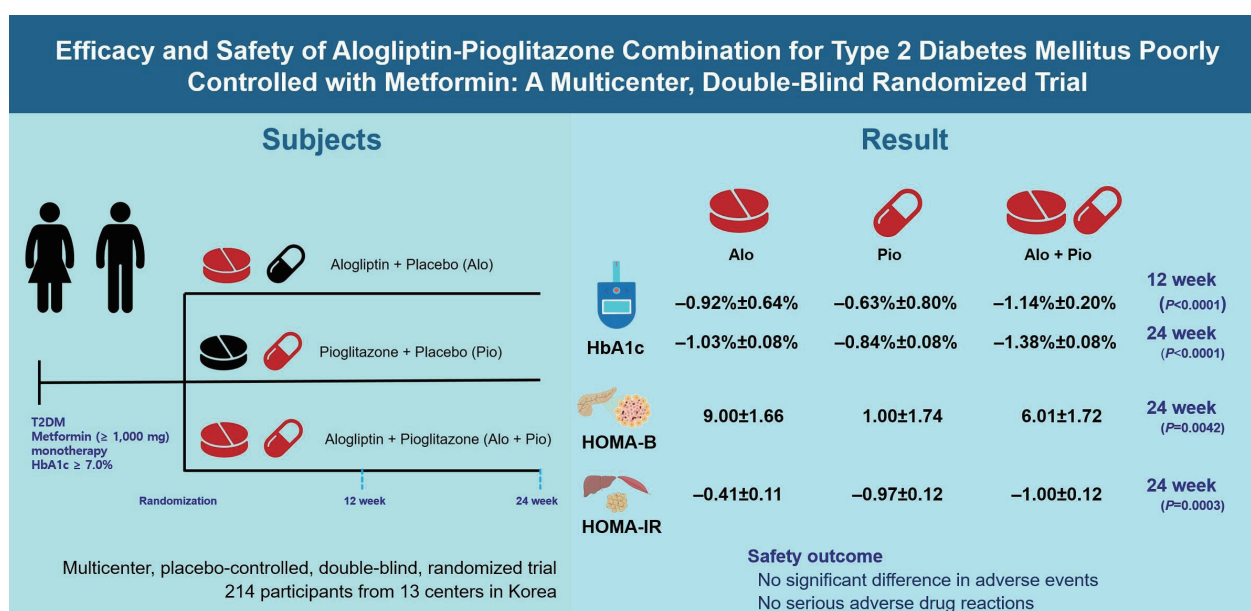 Efficacy and Safety of Alogliptin-Pioglitazone Combination for Type 2 Diabetes Mellitus Poorly
Controlled with Metformin: A Multicenter, Double-Blind Randomized Trial
Subjects
Alogliptin + Placebo (Alo)
Pioglitazone + Placebo (Pio)
T2DM
Metformin (≥ 1,000 mg)
monotherapy
HbA1c ≥ 7.0%
Alogliptin + Pioglitazone (Alo + Pio)
Randomization 12 week 24 week
Multicenter, placebo-controlled, double-blind, randomized trial
214 participants from 13 centers in Korea
Result
Alo Pio Alo + Pio
12 week
–0.92%±0.64% –0.63%±0.80% –1.14%±0.20% (P<0.0001)
HbA1c –1.03%±0.08% –0.84%±0.08% –1.38%±0.08% 24 week
(P<0.0001)
9.00±1.66 1.00±1.74 6.01±1.72 24 week
HOMA-B (P=0.0042)
–0.41±0.11 –0.97±0.12 –1.00±0.12 24 week
HOMA-IR (P=0.0003)
Safety outcome
No significant difference in adverse events
No serious adverse drug reactions